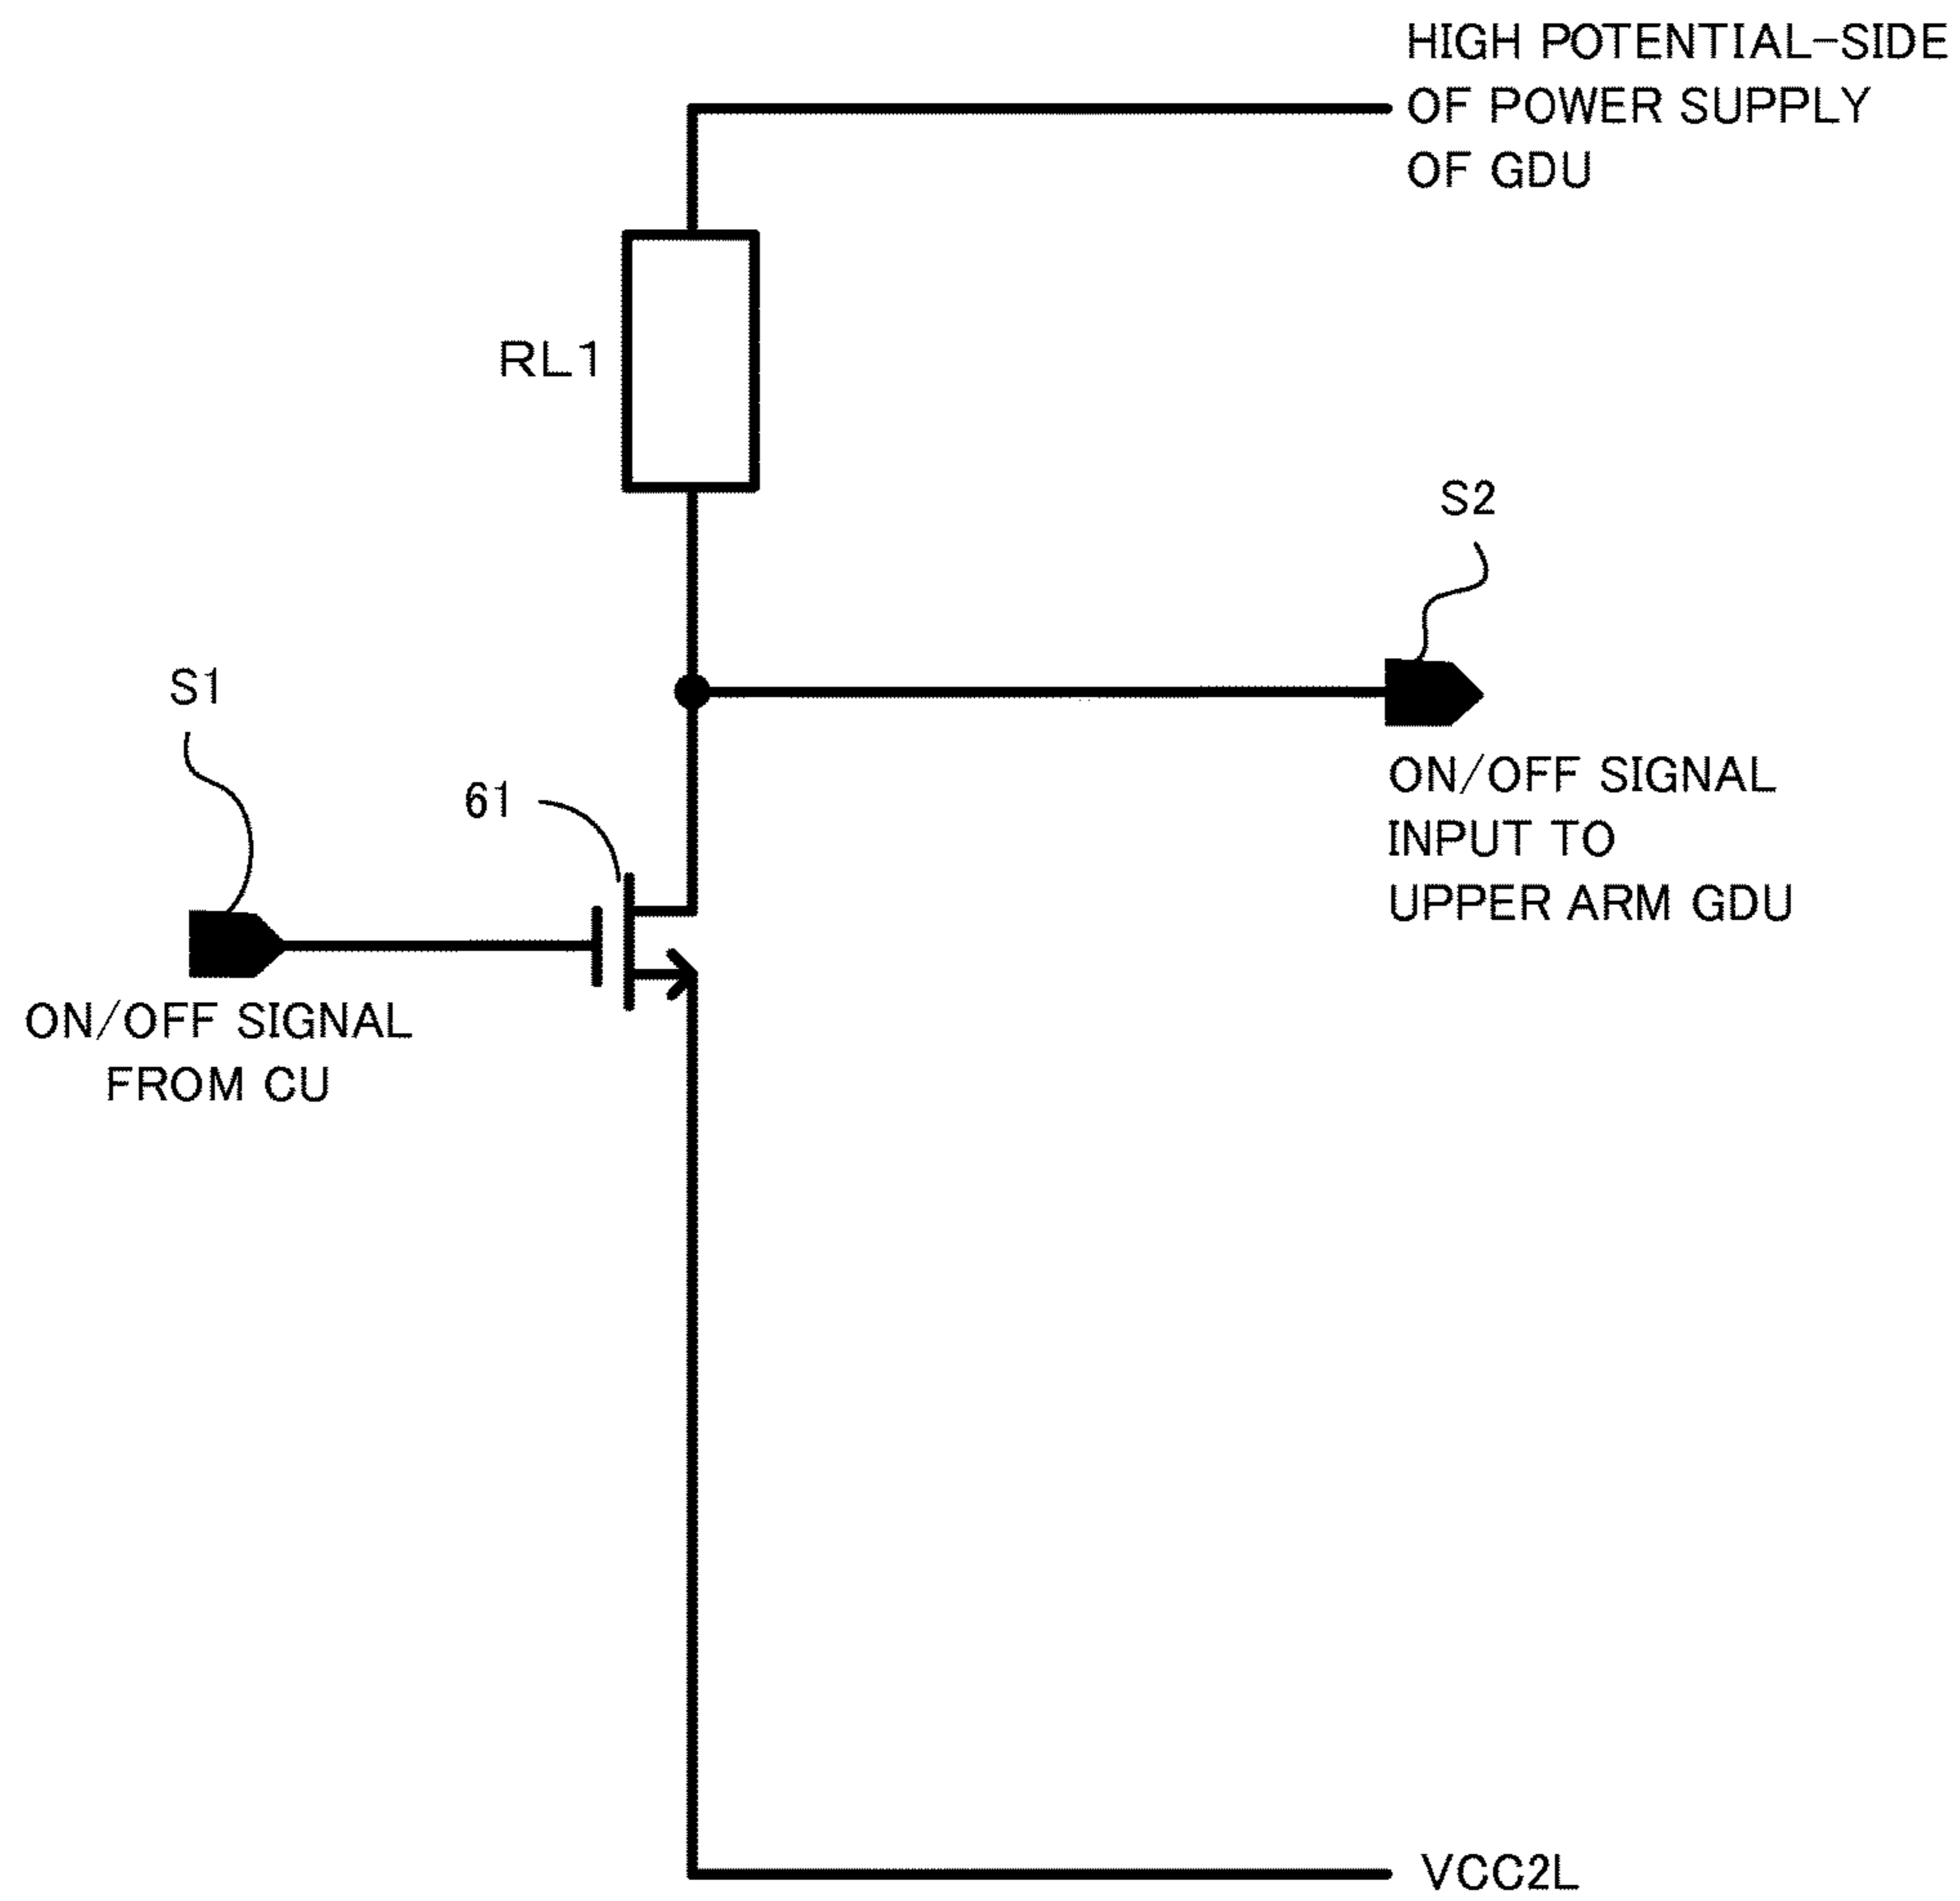 HIGH POTENTIAL-SIDE
OF POWER SUPPLY
OF GDU
RL1
S2
S1
ON/OFF SIGNAL
INPUT TO
UPPER ARM GDU
61
ON/OFF SIGNAL
FROM CU
VCC2L